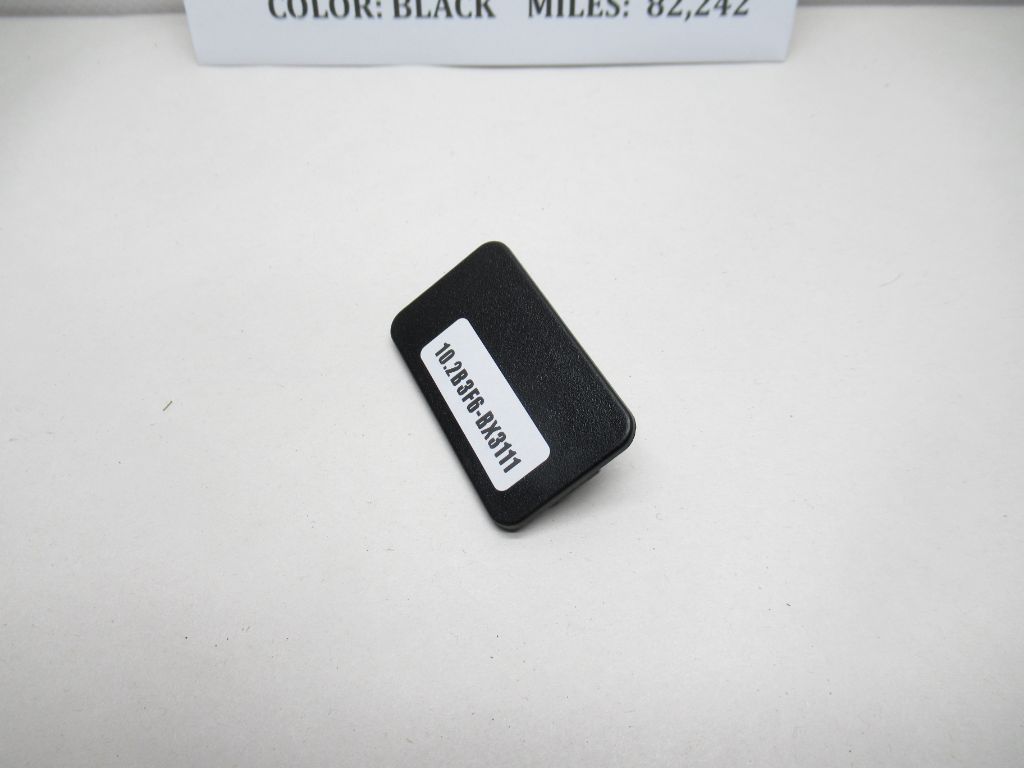 COLOR: BLACK MILES: 82,242
10.2B3F6-BX3111